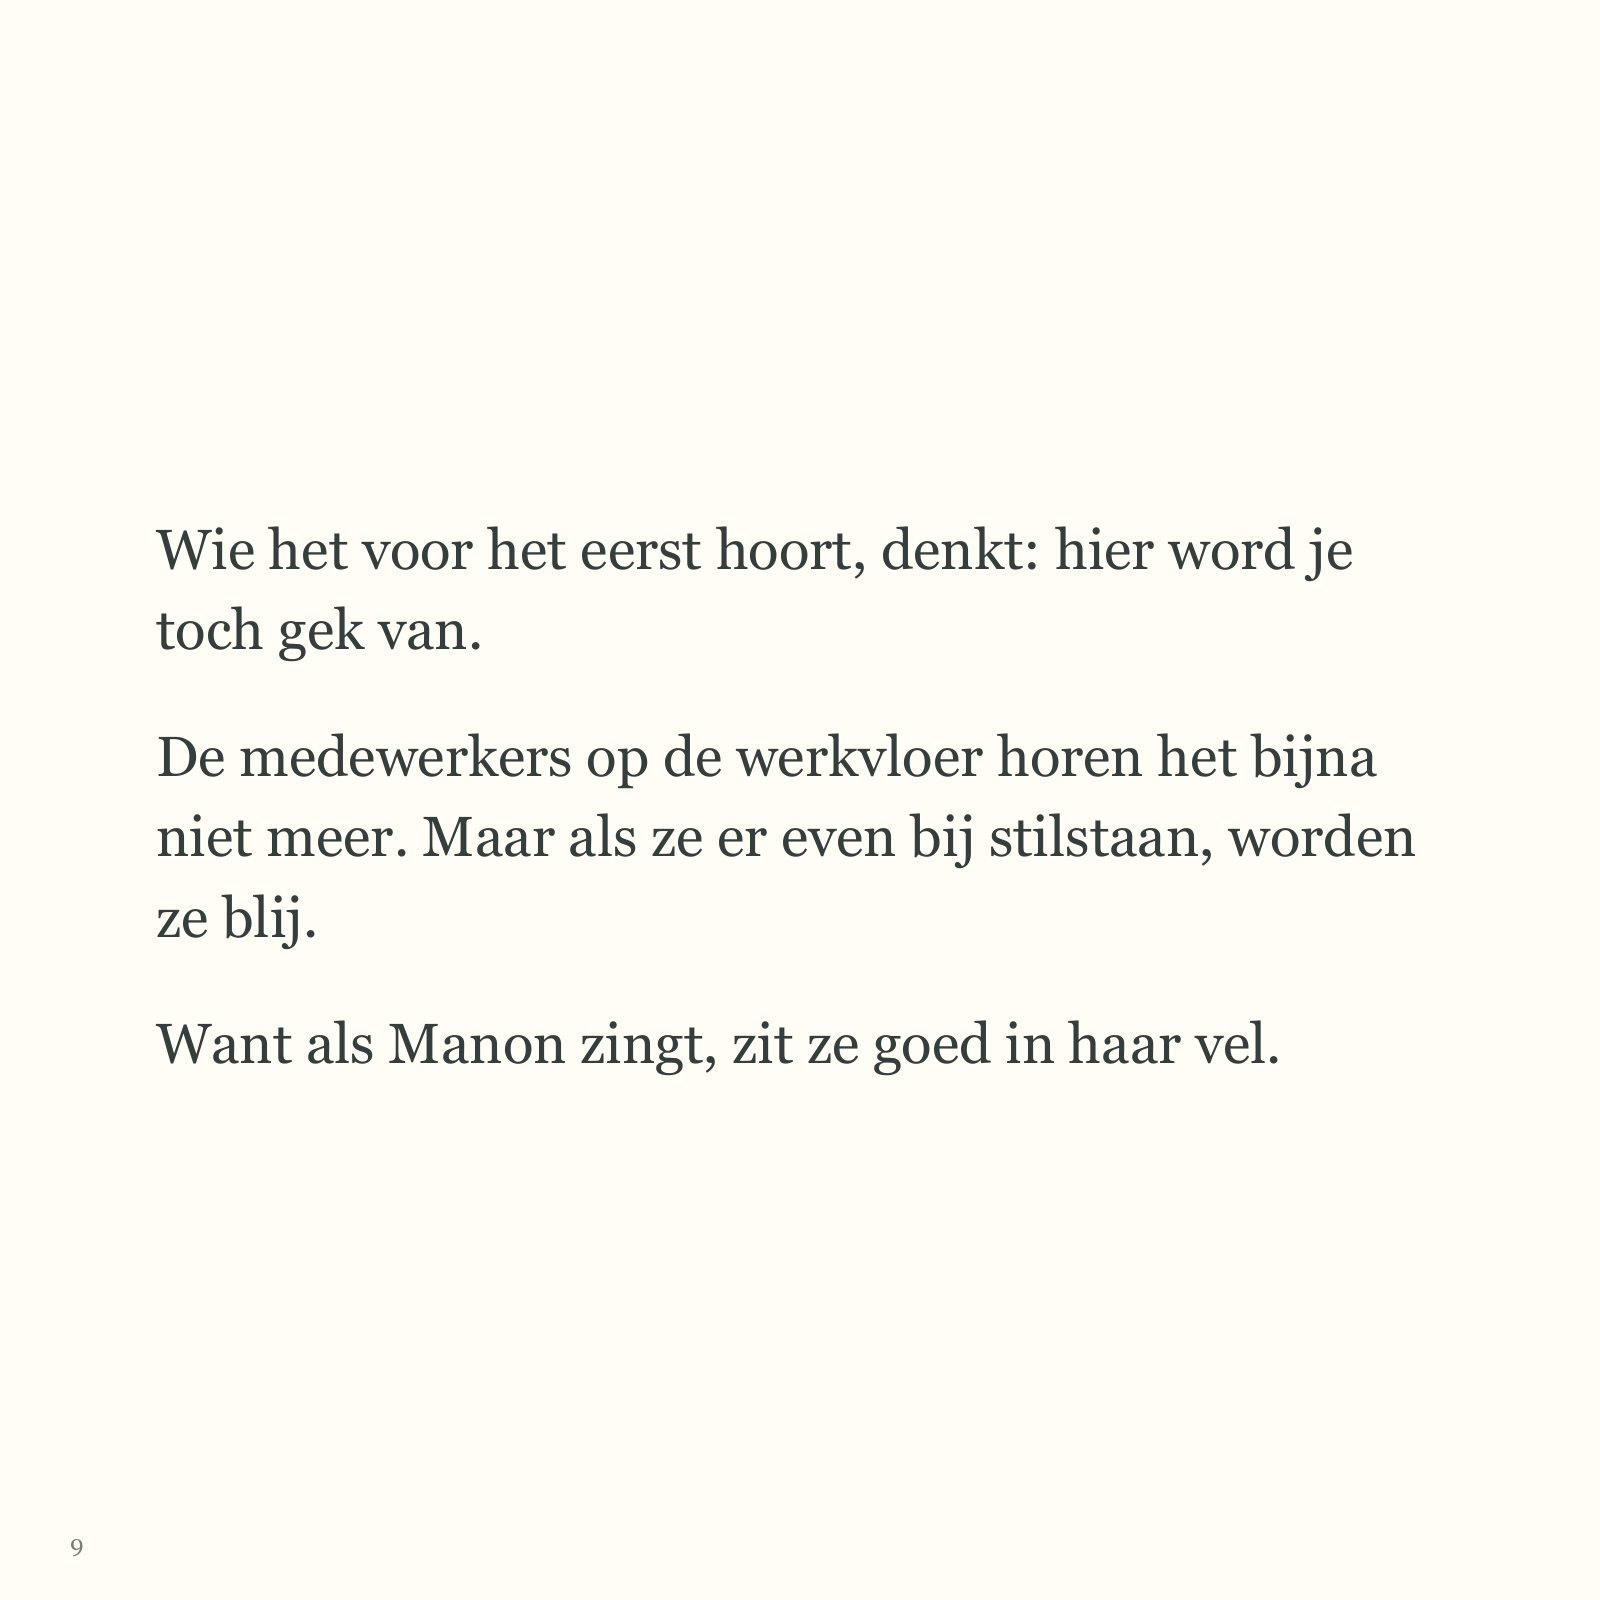 Wie het voor het eerst hoort, denkt: hier word je
toch gek van.
De medewerkers op de werkvloer horen het bijna
niet meer. Maar als ze er even bij stilstaan, worden
ze blij.
Want als Manon zingt, zit ze goed in haar vel.
9